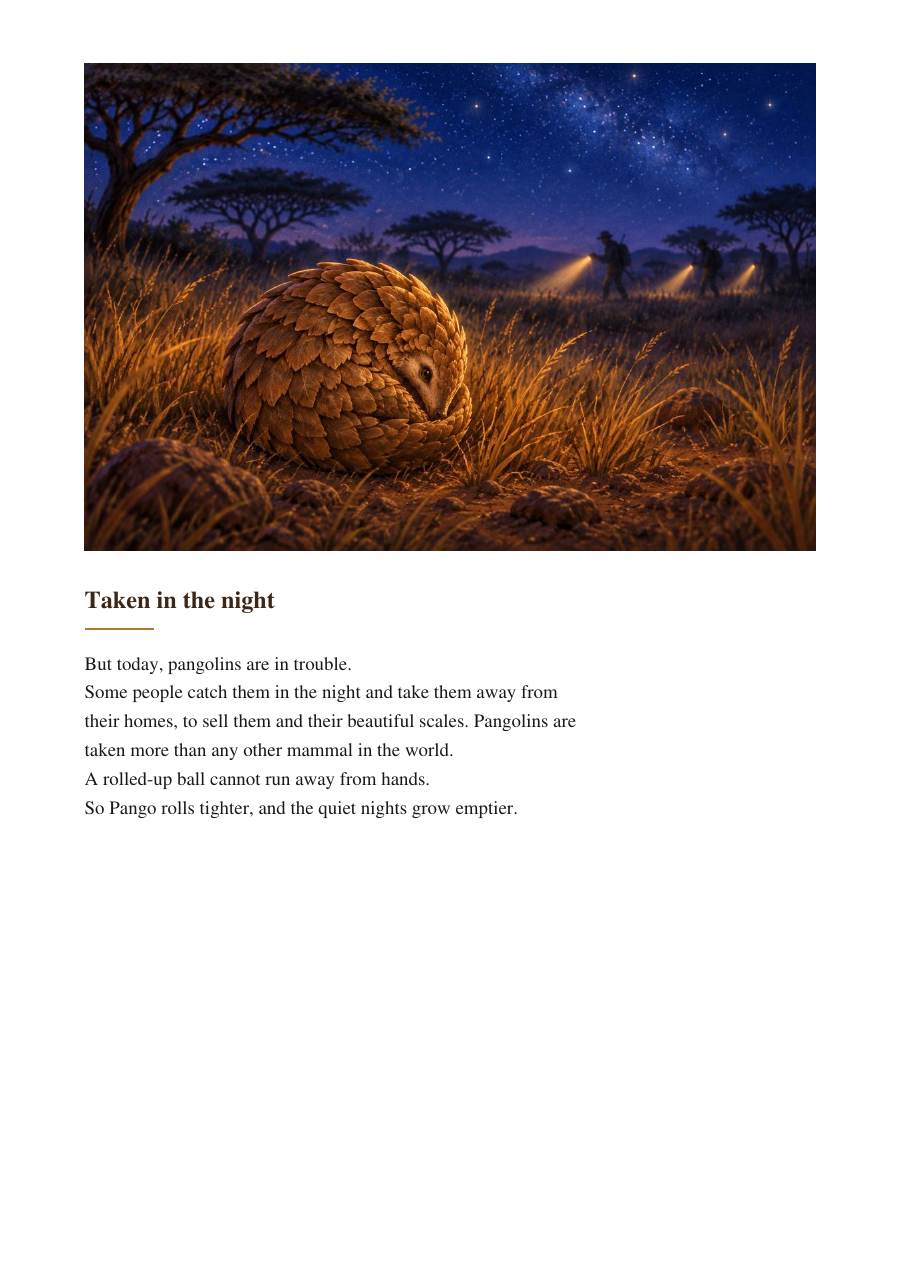 Taken in the night
But today, pangolins are in trouble.
Some people catch them in the night and take them away from
their homes, to sell them and their beautiful scales. Pangolins are
taken more than any other mammal in the world.
A rolled-up ball cannot run away from hands.
So Pango rolls tighter, and the quiet nights grow emptier.